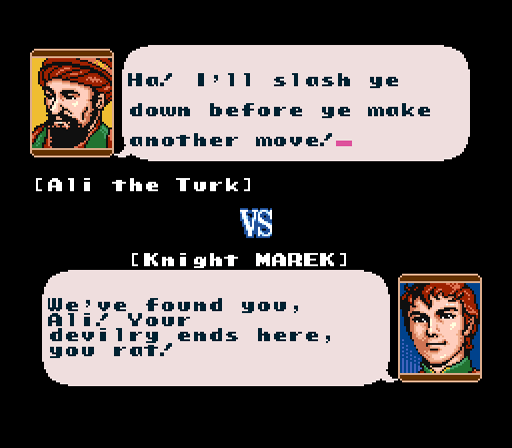 Ha! I'll slash ye
down before ye make
another move!
[Ali the Turk]
VS
[Knight MAREK]
We've found you,
Ali! Your
devilry ends here,
you rat!